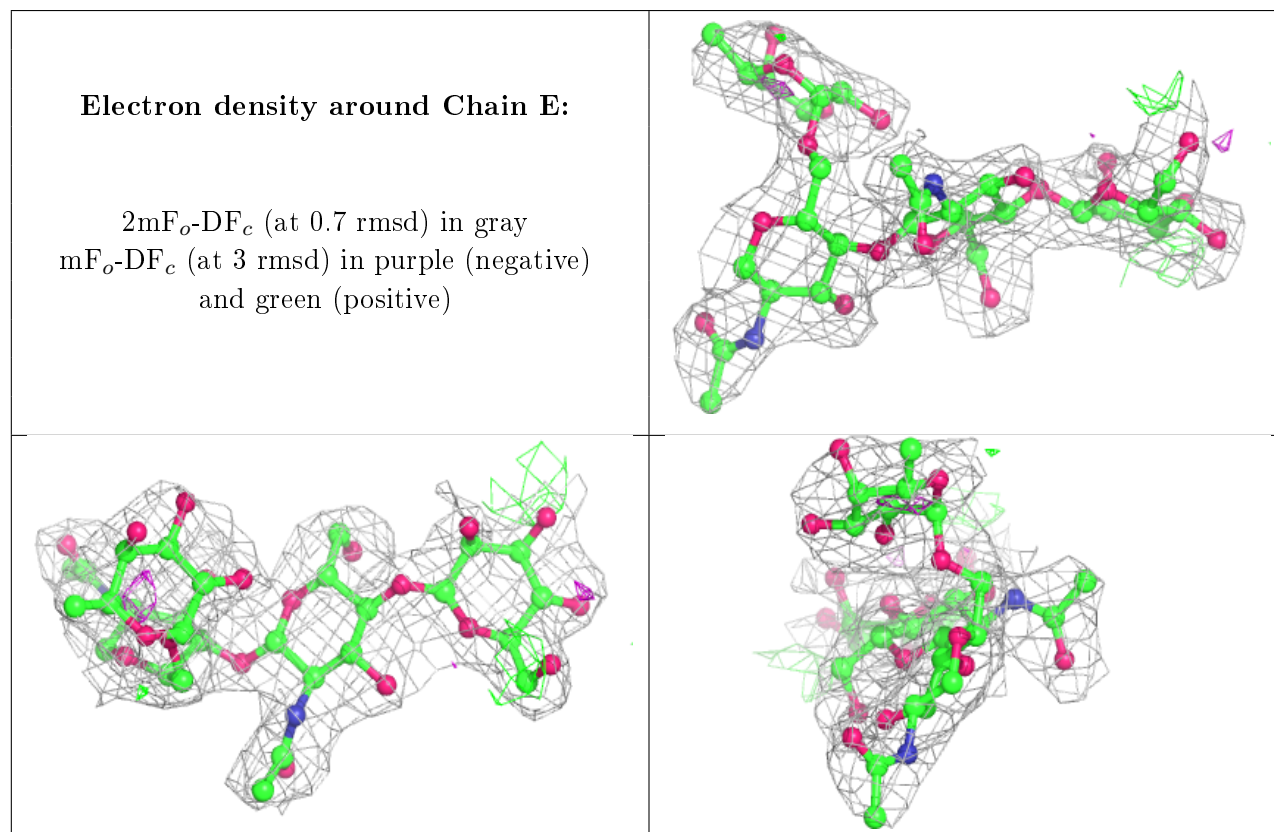 Electron density around Chain E:
2mFₒ-DF𝒸 (at 0.7 rmsd) in gray
mFₒ-DF𝒸 (at 3 rmsd) in purple (negative)
and green (positive)